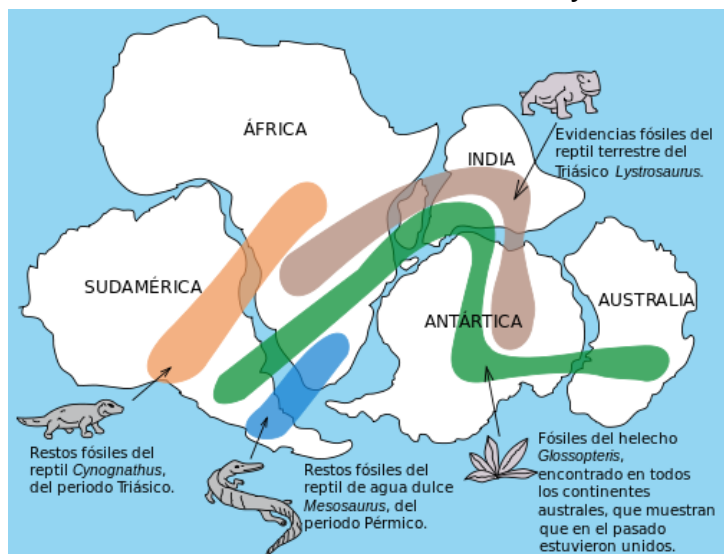 ÁFRICA
INDIA
Evidencias fósiles del
reptil terrestre del
Triásico Lystrosaurus.
SUDAMÉRICA
ANTÁRTICA
AUSTRALIA
Restos fósiles del
reptil Cynognathus,
del periodo Triásico.
Restos fósiles del
reptil de agua dulce
Mesosaurus, del
periodo Pérmico.
Fósiles del helecho
Glossopteris,
encontrado en todos
los continentes
australes, que muestran
que en el pasado
estuvieron unidos.